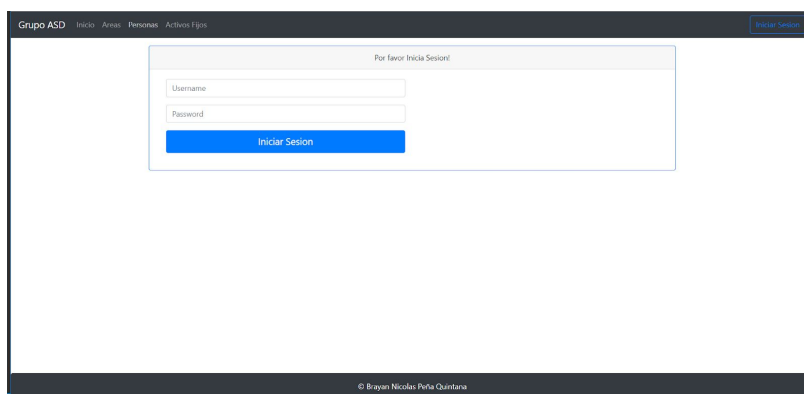 Grupo ASD Inicio Areas Personas Activos Fijos Iniciar Sesion
Por favor Inicia Sesion!
Username
Password
Iniciar Sesion
© Brayan Nicolas Peña Quintana